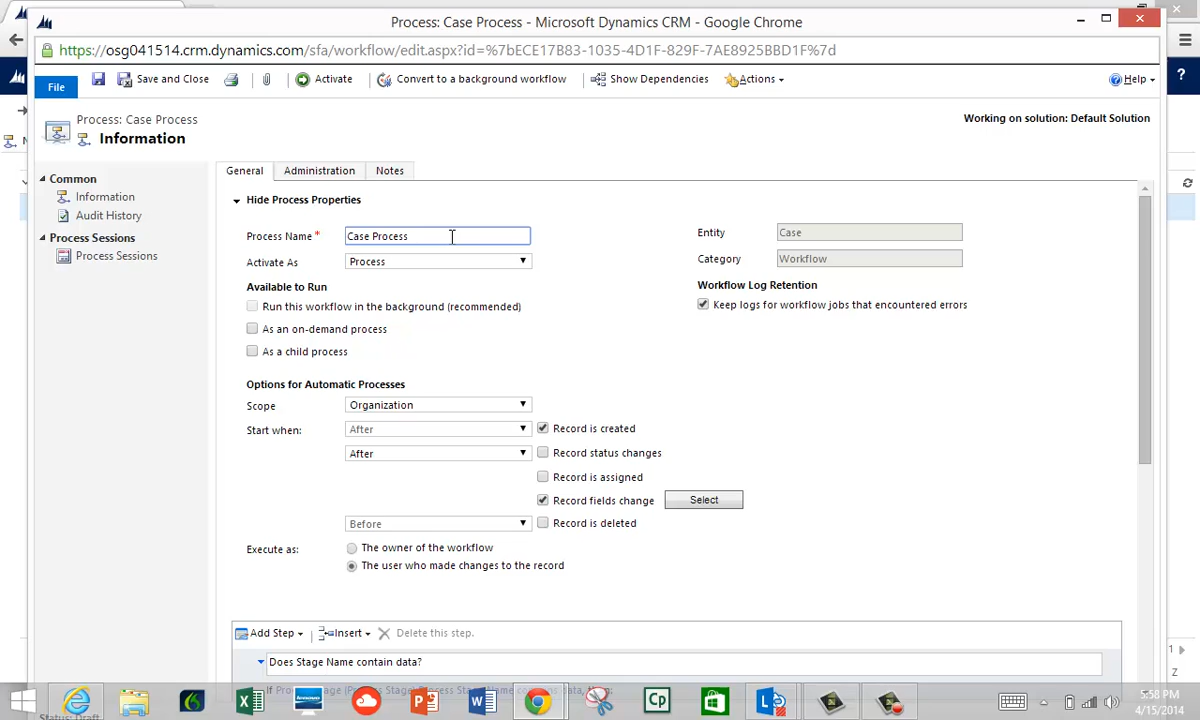 Process: Case Process - Microsoft Dynamics CRM - Google Chrome
https://osg041514.crm.dynamics.com/sfa/workflow/edit.aspx?id=%7bECE17B83-1035-4D1F-829F-7AE8925BBD1F%7d
?
File
Save and Close
Activate
Convert to a background workflow
Show Dependencies
Actions
Help
Process: Case Process
Information
Working on solution: Default Solution
Common
Information
Audit History
Process Sessions
Process Sessions
General
Administration
Notes
Hide Process Properties
Process Name *
Case Process
Entity
Case
Activate As
Process
Category
Workflow
Available to Run
Workflow Log Retention
Run this workflow in the background (recommended)
Keep logs for workflow jobs that encountered errors
As an on-demand process
As a child process
Options for Automatic Processes
Scope
Organization
Start when:
After
Record is created
After
Record status changes
Record is assigned
Record fields change
Select
Before
Record is deleted
Execute as:
The owner of the workflow
The user who made changes to the record
Add Step
Insert
Delete this step.
Does Stage Name contain data?
1
Z
Status: Draft
Cp
5:58 PM
4/15/2014